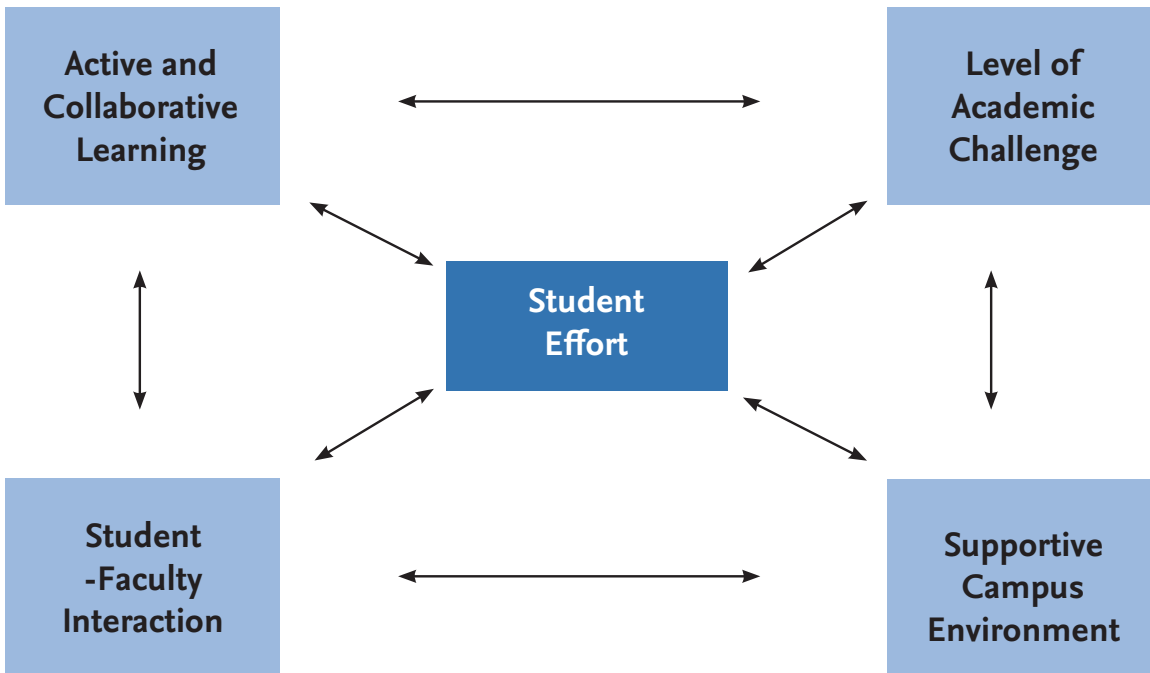 Active and
Collaborative
Learning
Level of
Academic
Challenge
Student
Effort
Student
-Faculty
Interaction
Supportive
Campus
Environment